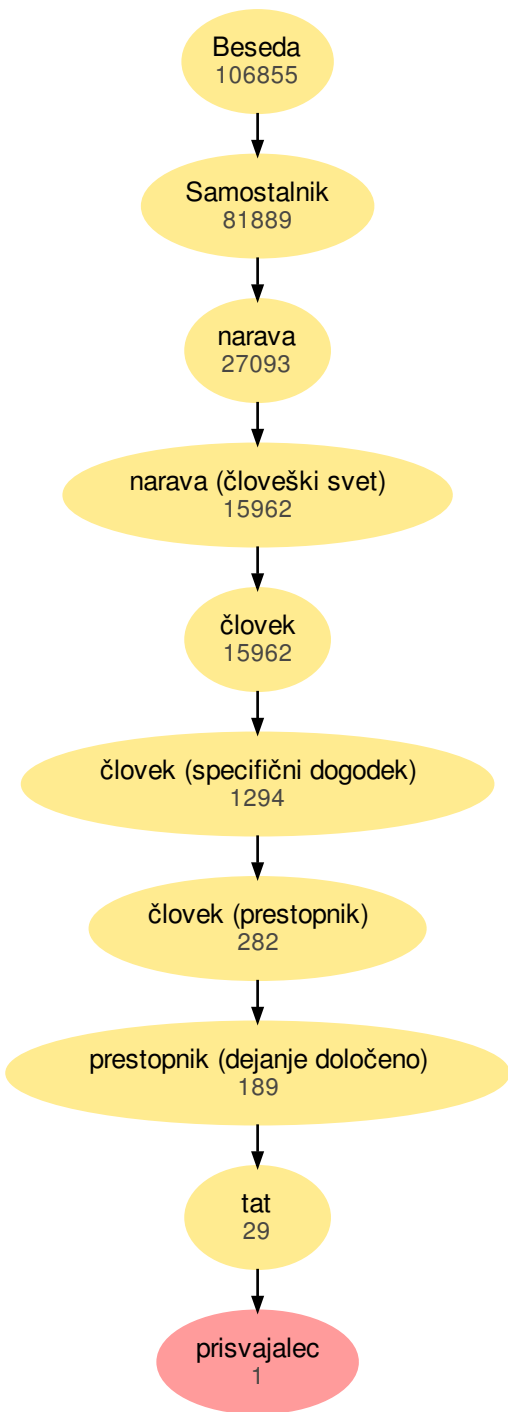 Beseda
106855
Samostalnik
81889
narava
27093
narava (človeški svet)
15962
človek
15962
človek (specifični dogodek)
1294
človek (prestopnik)
282
prestopnik (dejanje določeno)
189
tat
29
prisvajalec
1